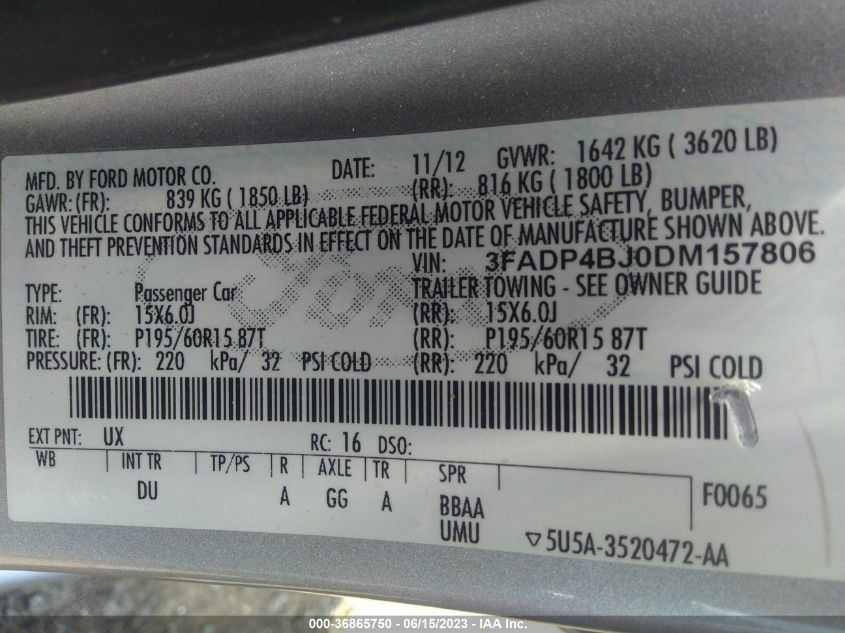 MFD. BY FORD MOTOR CO. DATE: 11/12 GVWR: 1642 KG ( 3620 LB)
GAWR: (FR): 839 KG ( 1850 LB) (RR): 816 KG ( 1800 LB)
THIS VEHICLE CONFORMS TO ALL APPLICABLE FEDERAL MOTOR VEHICLE SAFETY, BUMPER,
AND THEFT PREVENTION STANDARDS IN EFFECT ON THE DATE OF MANUFACTURE SHOWN ABOVE.
VIN: 3FADP4BJ0DM157806
TYPE: Passenger Car TRAILER TOWING - SEE OWNER GUIDE
RIM: (FR): 15X6.0J (RR): 15X6.0J
TIRE: (FR): P195/60R15 87T (RR): P195/60R15 87T
PRESSURE: (FR): 220 kPa/ 32 PSI COLD (RR): 220 kPa/ 32 PSI COLD
EXT PNT: UX RC: 16 DSO:
WB INT TR TP/PS R AXLE TR SPR
DU A GG A BBAA F0065
UMU ▽5U5A-3520472-AA
Ford
000-36865750 - 06/15/2023 - IAA Inc.